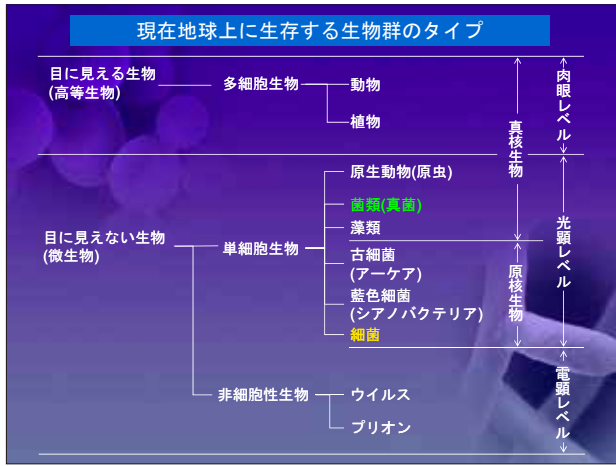 現在地球上に生存する生物群のタイプ
目に見える生物
(高等生物)
多細胞生物
動物
植物
目に見えない生物
(微生物)
単細胞生物
原生動物(原虫)
菌類(真菌)
藻類
古細菌
(アーケア)
藍色細菌
(シアノバクテリア)
細菌
非細胞性生物
ウイルス
プリオン
真核生物
原核生物
肉眼レベル
光顕レベル
電顕レベル